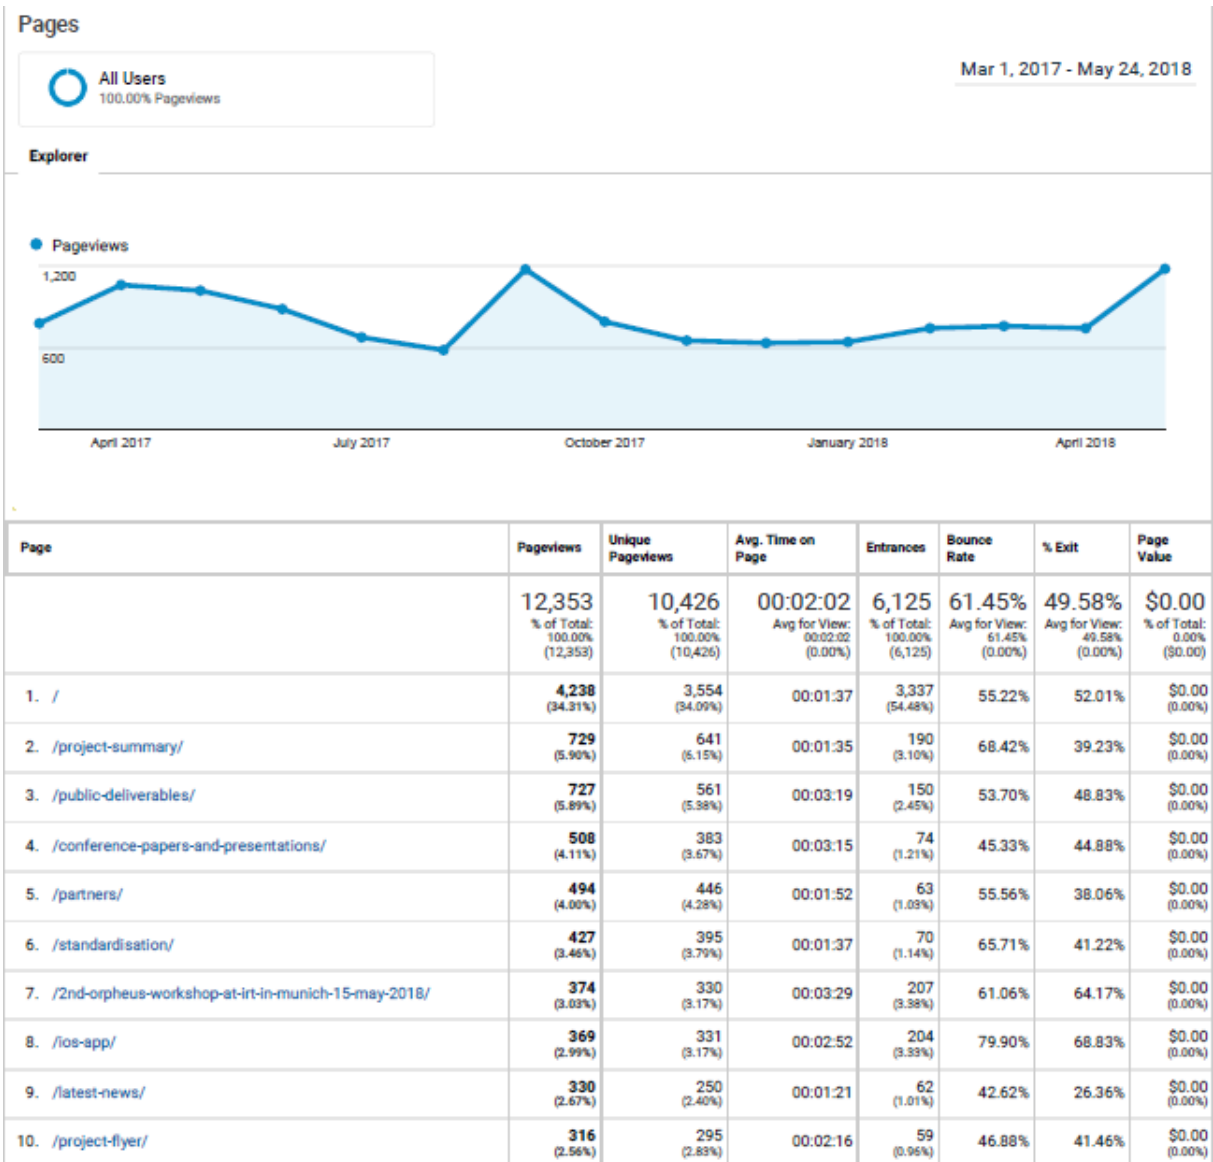 Pages
All Users
100.00% Pageviews
Mar 1, 2017 - May 24, 2018
Explorer
Pageviews
1,200
600
April 2017 July 2017 October 2017 January 2018 April 2018
Page Pageviews Unique Pageviews Avg. Time on Page Entrances Bounce Rate % Exit Page Value
12,353 10,426 00:02:02 6,125 61.45% 49.58% $0.00
% of Total: % of Total: Avg for View: % of Total: Avg for View: Avg for View: % of Total:
100.00% 100.00% 00:02:02 100.00% 61.45% 49.58% 0.00%
(12,353) (10,426) (0.00%) (6,125) (0.00%) (0.00%) ($0.00)
1. / 4,238 3,554 00:01:37 3,337 55.22% 52.01% $0.00
(34.31%) (34.09%) (54.48%) (0.00%)
2. /project-summary/ 729 641 00:01:35 190 68.42% 39.23% $0.00
(5.90%) (6.15%) (3.10%) (0.00%)
3. /public-deliverables/ 727 561 00:03:19 150 53.70% 48.83% $0.00
(5.89%) (5.38%) (2.45%) (0.00%)
4. /conference-papers-and-presentations/ 508 383 00:03:15 74 45.33% 44.88% $0.00
(4.11%) (3.67%) (1.21%) (0.00%)
5. /partners/ 494 446 00:01:52 63 55.56% 38.06% $0.00
(4.00%) (4.28%) (1.03%) (0.00%)
6. /standardisation/ 427 395 00:01:37 70 65.71% 41.22% $0.00
(3.46%) (3.79%) (1.14%) (0.00%)
7. /2nd-orpheus-workshop-at-irt-in-munich-15-may-2018/ 374 330 00:03:29 207 61.06% 64.17% $0.00
(3.03%) (3.17%) (3.38%) (0.00%)
8. /ios-app/ 369 331 00:02:52 204 79.90% 68.83% $0.00
(2.99%) (3.17%) (3.33%) (0.00%)
9. /latest-news/ 330 250 00:01:21 62 42.62% 26.36% $0.00
(2.67%) (2.40%) (1.01%) (0.00%)
10. /project-flyer/ 316 295 00:02:16 59 46.88% 41.46% $0.00
(2.56%) (2.83%) (0.96%) (0.00%)